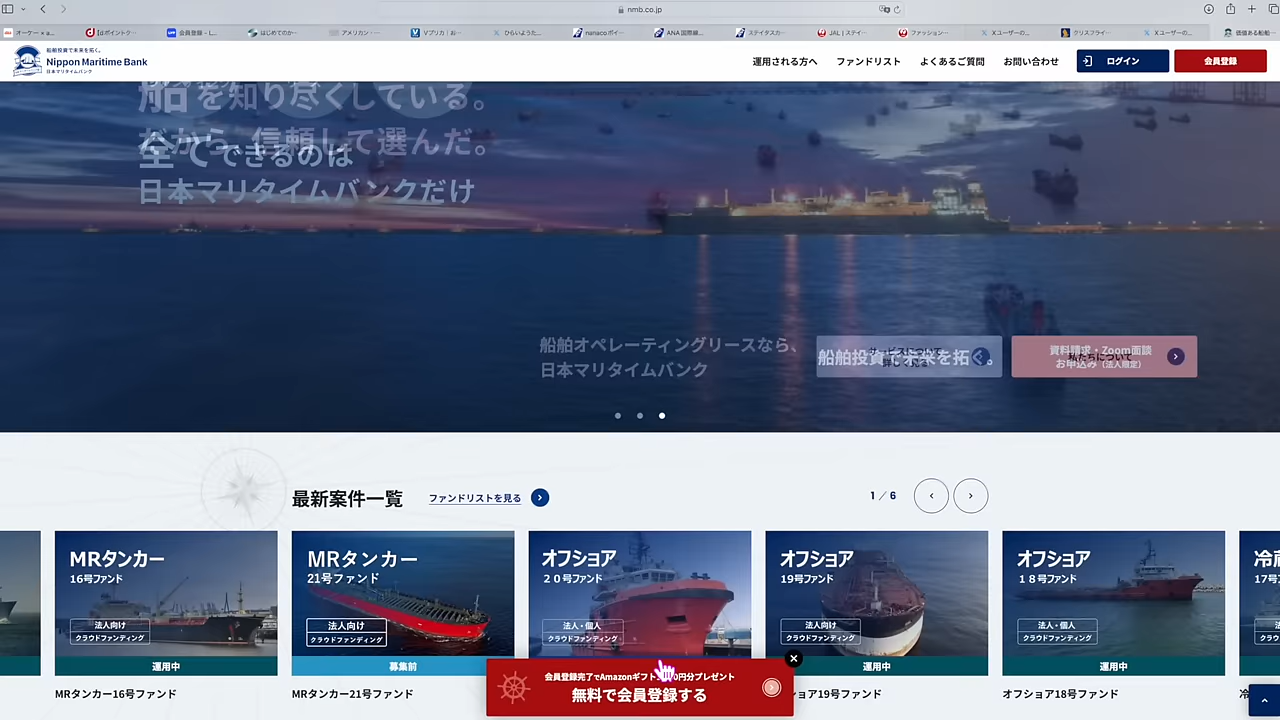 nmb.co.jp
オーケー × a...
dポイントク...
会員登録 - L...
はじめてのか...
アメリカン・...
Vプリカ｜お...
ひらいようた...
nanaco ポイ...
ANA 国際線...
ステイタスカ...
JAL｜ステイ...
ファッション...
Xユーザーの...
クリスフライ...
Xユーザーの...
価値ある船舶...
船舶投資で未来を拓く。
Nippon Maritime Bank
日本マリタイムバンク
運用される方へ
ファンドリスト
よくあるご質問
お問い合わせ
ログイン
会員登録
船を知り尽くしている。
だから、信頼して選んだ。
全てできるのは
日本マリタイムバンクだけ
船舶オペレーティングリースなら、
日本マリタイムバンク
サービスについて
詳しく見る
船舶投資で未来を拓く。
資料請求・Zoom面談
お申込み（法人限定）
最新案件一覧
ファンドリストを見る
1 ／ 6
MRタンカー
16号ファンド
法人向け
クラウドファンディング
運用中
MRタンカー16号ファンド
MRタンカー
21号ファンド
法人向け
クラウドファンディング
募集前
MRタンカー21号ファンド
オフショア
２０号ファンド
法人・個人
クラウドファンディング
オフショア
19号ファンド
法人向け
クラウドファンディング
運用中
ョア19号ファンド
オフショア
１８号ファンド
法人・個人
クラウドファンディング
運用中
オフショア18号ファンド
冷蔵
17号
冷
会員登録完了でAmazonギフト
0円分プレゼント
無料で会員登録する